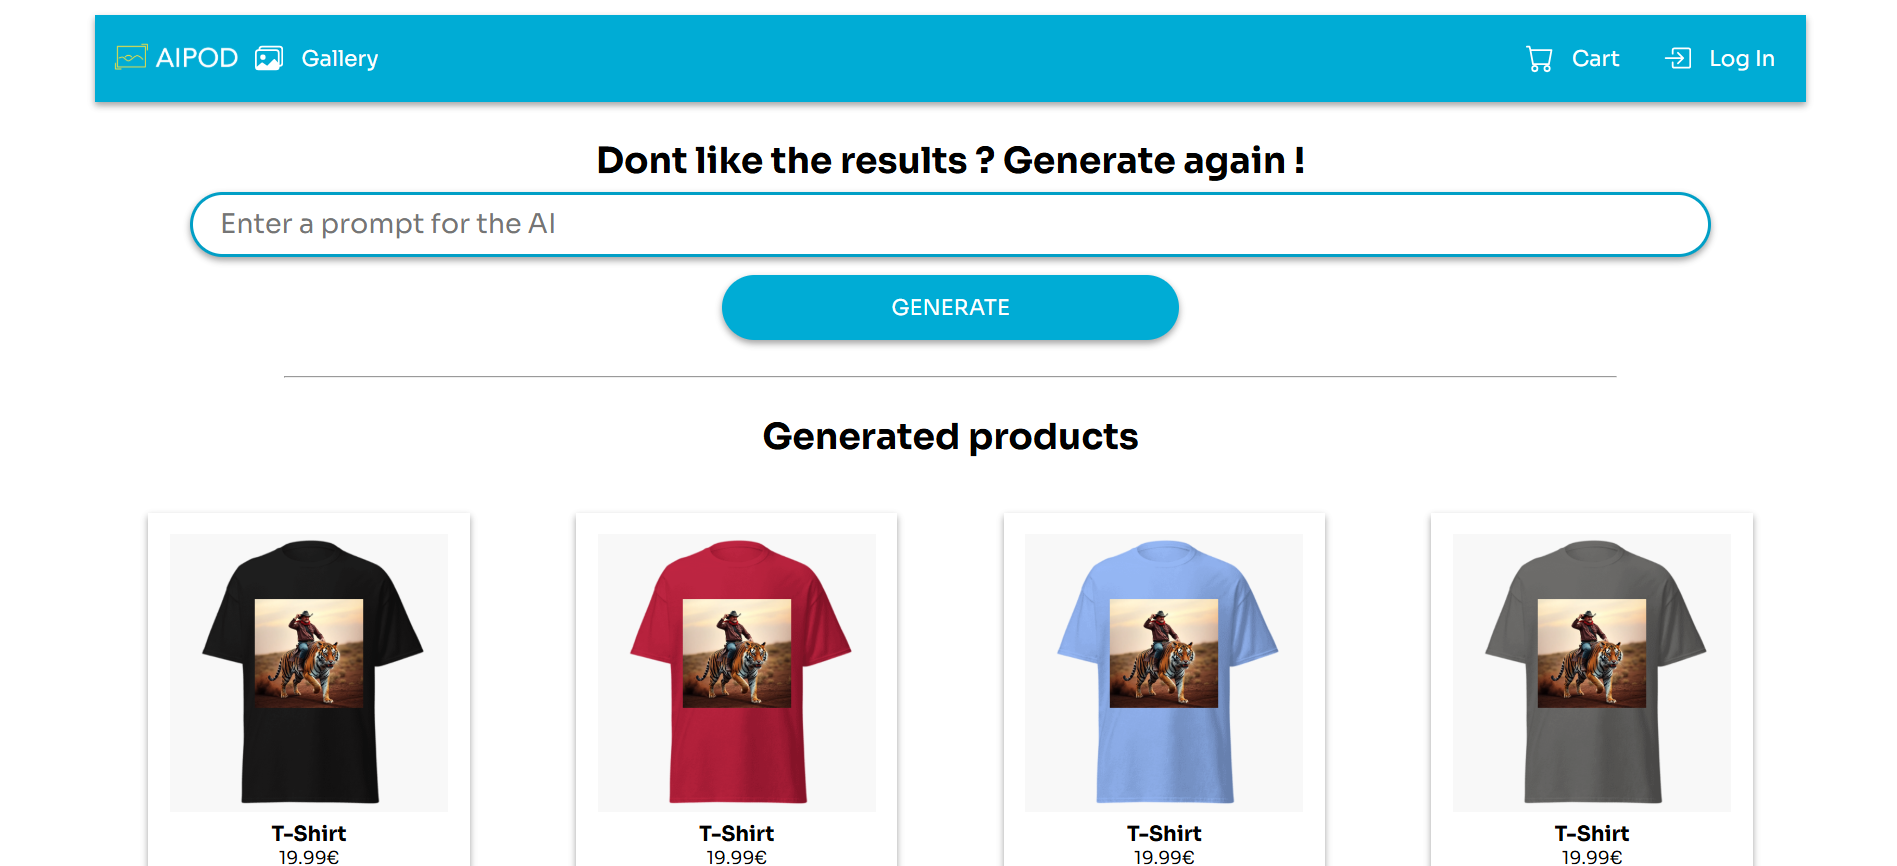 AIPOD Gallery Cart Log In
Dont like the results ? Generate again !
Enter a prompt for the AI
GENERATE
Generated products
T-Shirt T-Shirt T-Shirt T-Shirt
19.99€ 19.99€ 19.99€ 19.99€